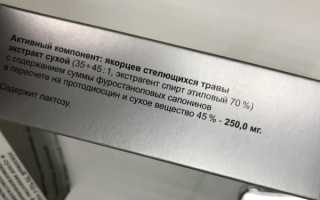 Активный компонент: якорцев стелющихся травы
экстракт сухой (35÷45:1, экстрагент спирт этиловый 70 %)
с содержанием суммы фуростаноловых сапонинов
в пересчете на протодиосцин и сухое вещество 45 % - 250,0 мг.
Содержит лактозу.